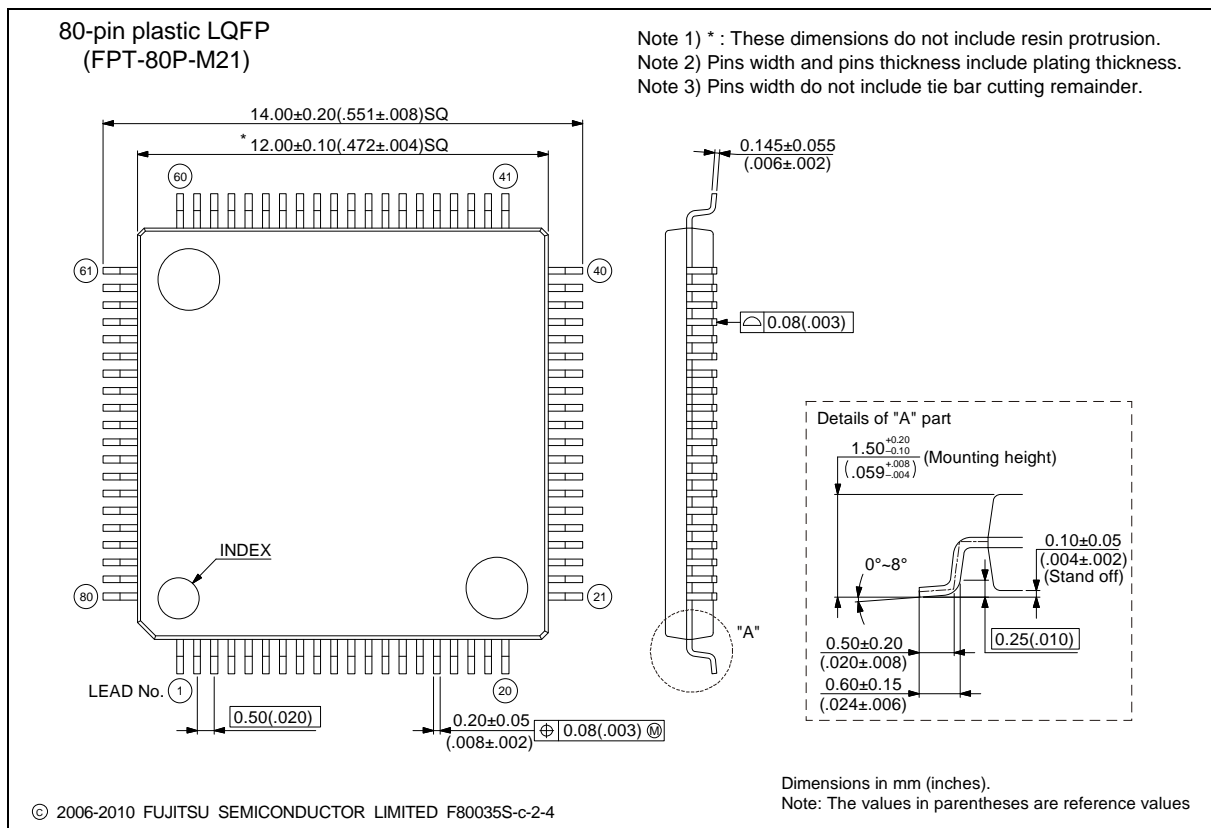 80-pin plastic LQFP
(FPT-80P-M21)
Note 1) * : These dimensions do not include resin protrusion.
Note 2) Pins width and pins thickness include plating thickness.
Note 3) Pins width do not include tie bar cutting remainder.
14.00±0.20(.551±.008)SQ
* 12.00±0.10(.472±.004)SQ
60
41
0.145±0.055
(.006±.002)
61
40
0.08(.003)
Details of "A" part
1.50 +0.20 −0.10
(.059 +.008 −.004)
(Mounting height)
INDEX
0.10±0.05
(.004±.002)
(Stand off)
0°~8°
80
21
"A"
0.25(.010)
0.50±0.20
(.020±.008)
0.60±0.15
(.024±.006)
LEAD No. 1
20
0.50(.020)
0.20±0.05
(.008±.002)
⌖ 0.08(.003) Ⓜ
Dimensions in mm (inches).
Note: The values in parentheses are reference values
© 2006-2010 FUJITSU SEMICONDUCTOR LIMITED F80035S-c-2-4